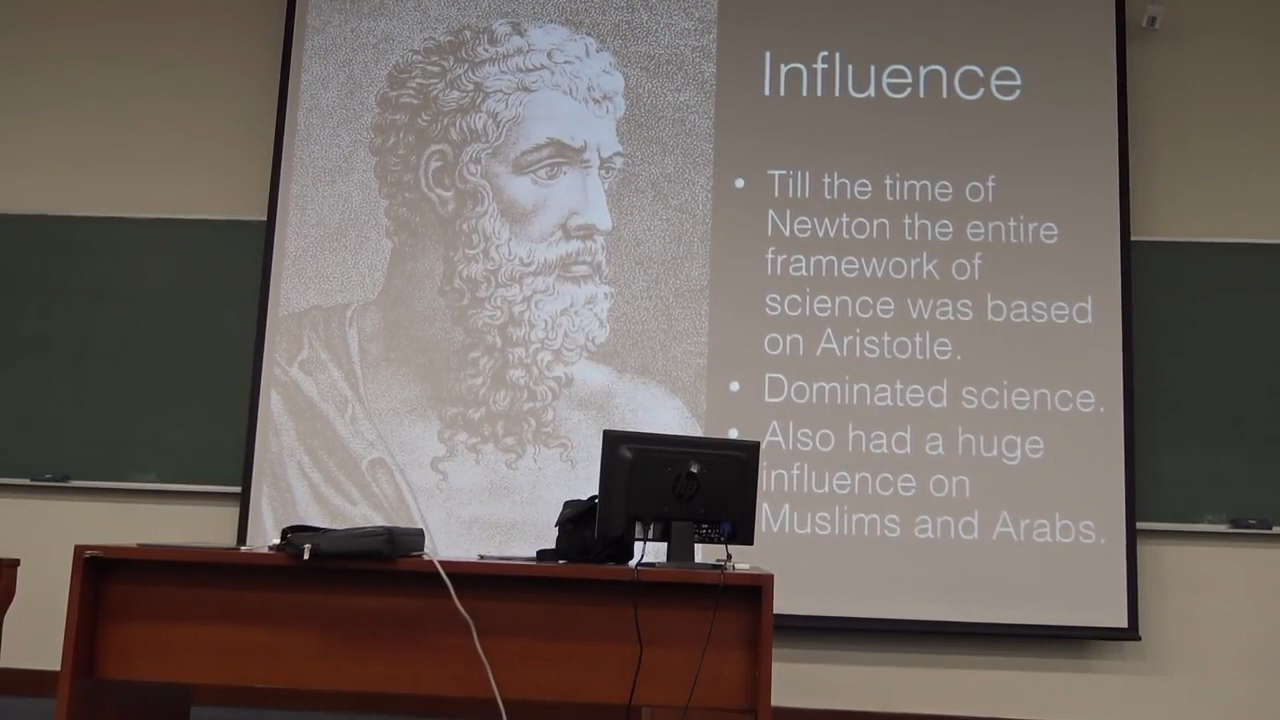 Influence
• Till the time of
Newton the entire
framework of
science was based
on Aristotle.
• Dominated science.
• Also had a huge
influence on
Muslims and Arabs.
hp